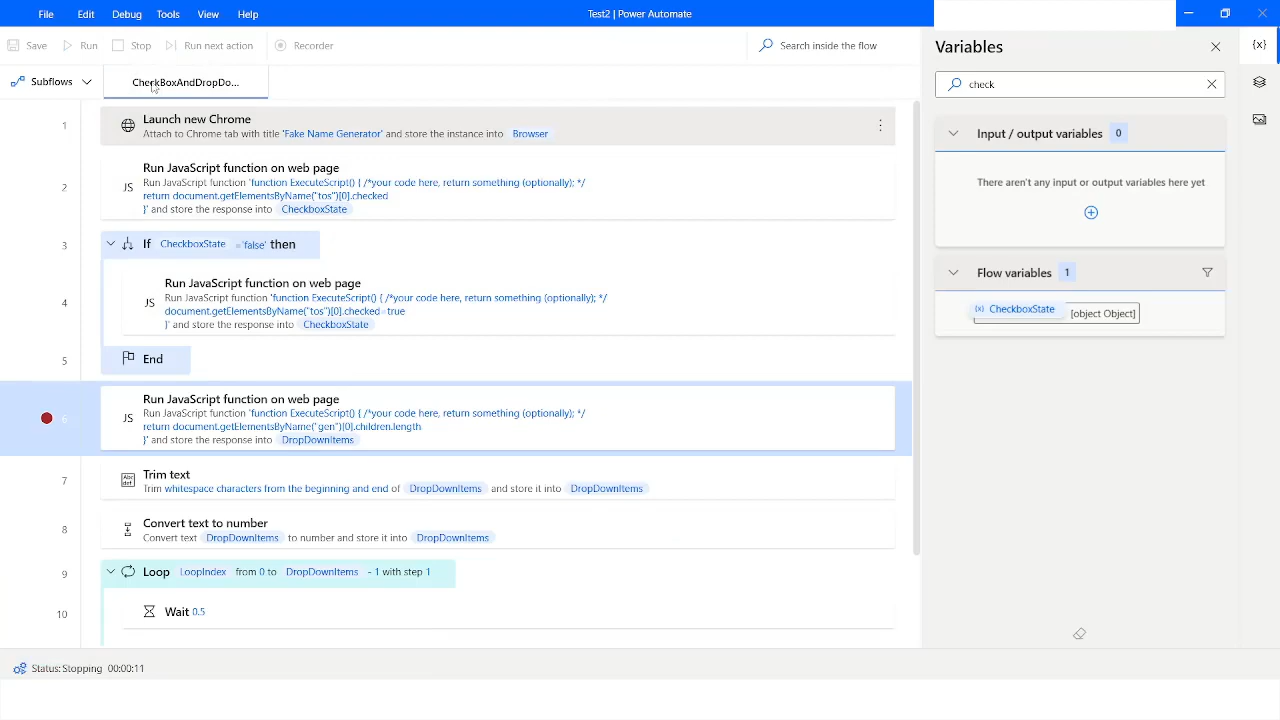 File Edit Debug Tools View Help
Test2 | Power Automate
Save Run Stop Run next action Recorder
Search inside the flow
Subflows
CheckBoxAndDropDo...
1
Launch new Chrome
Attach to Chrome tab with title 'Fake Name Generator' and store the instance into Browser
2
JS
Run JavaScript function on web page
Run JavaScript function 'function ExecuteScript() { /*your code here, return something (optionally); */
return document.getElementsByName("tos")[0].checked
}' and store the response into CheckboxState
3
If CheckboxState ='false' then
4
JS
Run JavaScript function on web page
Run JavaScript function 'function ExecuteScript() { /*your code here, return something (optionally); */
document.getElementsByName("tos")[0].checked=true
}' and store the response into CheckboxState
5
End
6
JS
Run JavaScript function on web page
Run JavaScript function 'function ExecuteScript() { /*your code here, return something (optionally); */
return document.getElementsByName("gen")[0].children.length
}' and store the response into DropDownItems
7
Abc
def
Trim text
Trim whitespace characters from the beginning and end of DropDownItems and store it into DropDownItems
8
Convert text to number
Convert text DropDownItems to number and store it into DropDownItems
9
Loop LoopIndex from 0 to DropDownItems - 1 with step 1
10
Wait 0.5
Variables
{x}
check
Input / output variables 0
There aren't any input or output variables here yet
Flow variables 1
{x} CheckboxState [object Object]
Status: Stopping 00:00:11